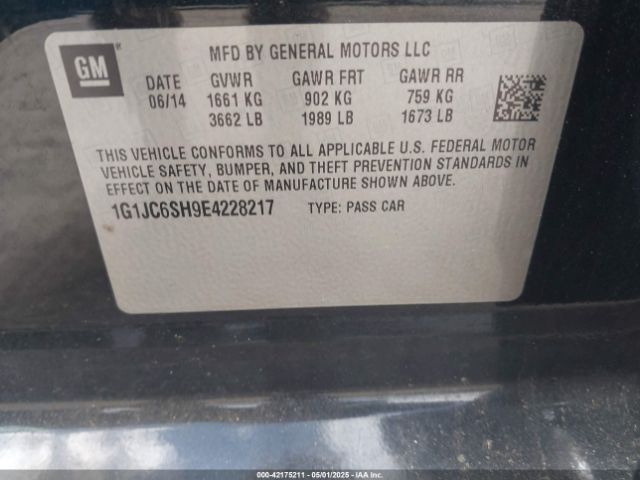 GM
®
MFD BY GENERAL MOTORS LLC
DATE GVWR GAWR FRT GAWR RR
06/14 1661 KG 902 KG 759 KG
3662 LB 1989 LB 1673 LB
THIS VEHICLE CONFORMS TO ALL APPLICABLE U.S. FEDERAL MOTOR
VEHICLE SAFETY, BUMPER, AND THEFT PREVENTION STANDARDS IN
EFFECT ON THE DATE OF MANUFACTURE SHOWN ABOVE.
1G1JC6SH9E4228217 TYPE: PASS CAR
000-42175211 - 05/01/2025 - IAA Inc.